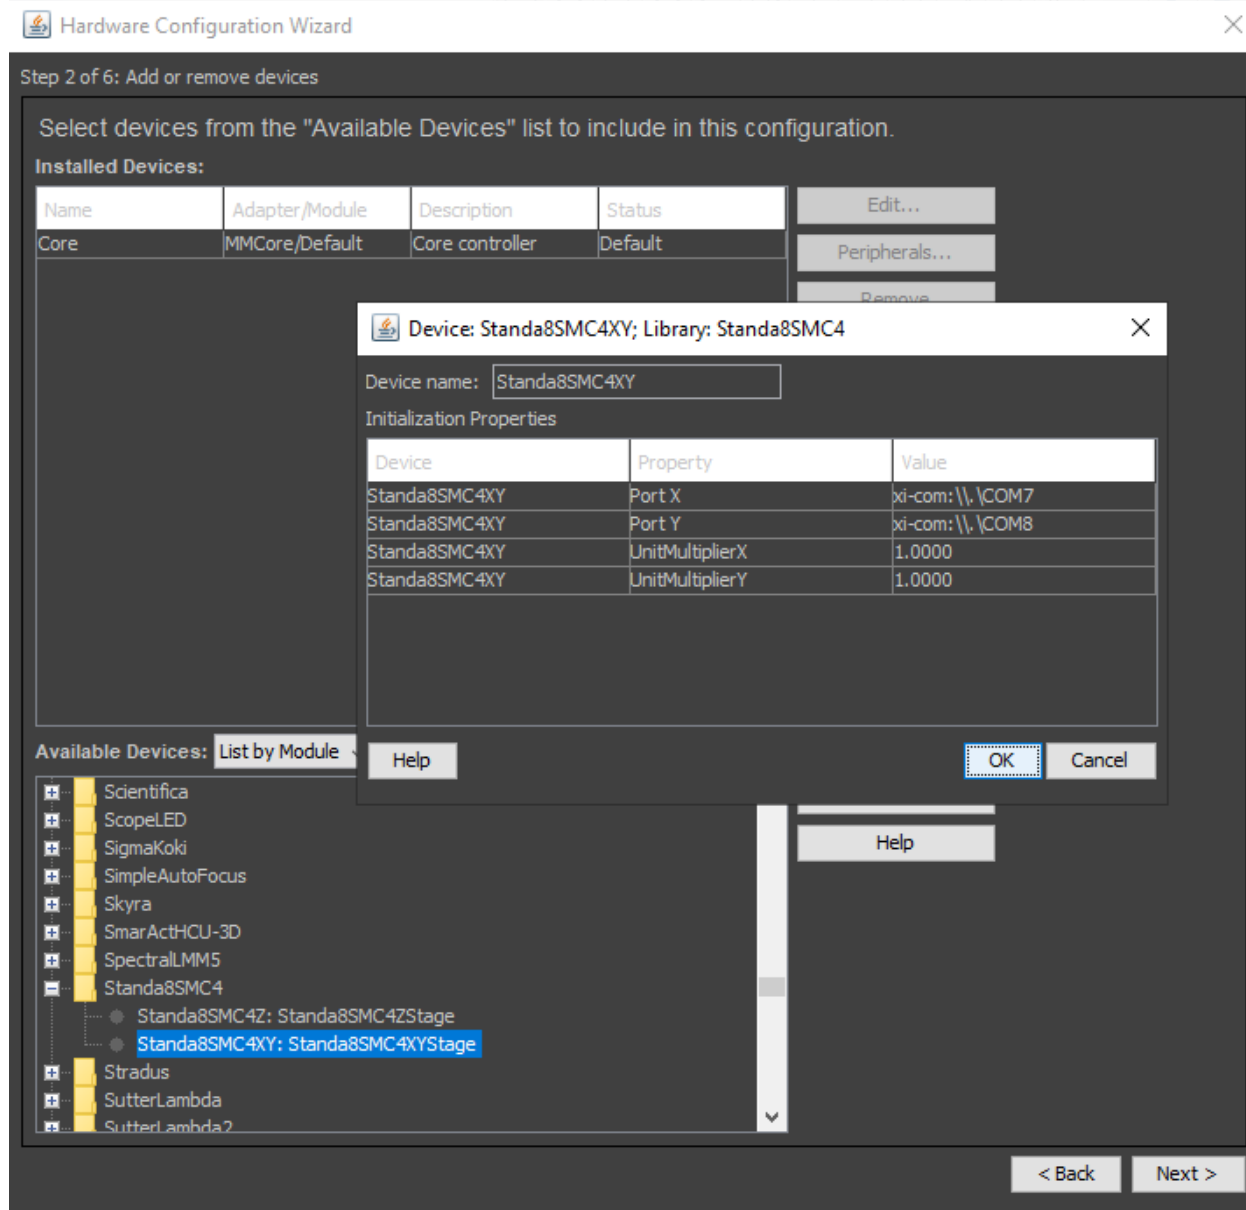 Hardware Configuration Wizard
Step 2 of 6: Add or remove devices
Select devices from the "Available Devices" list to include in this configuration.
Installed Devices:
Name Adapter/Module Description Status
Core MMCore/Default Core controller Default
Edit...
Peripherals...
Remove
Device: Standa8SMC4XY; Library: Standa8SMC4
Device name: Standa8SMC4XY
Initialization Properties
Device Property Value
Standa8SMC4XY Port X xi-com:\\.\COM7
Standa8SMC4XY Port Y xi-com:\\.\COM8
Standa8SMC4XY UnitMultiplierX 1.0000
Standa8SMC4XY UnitMultiplierY 1.0000
Help OK Cancel
Available Devices: List by Module
Scientifica
ScopeLED
SigmaKoki
SimpleAutoFocus
Skyra
SmarActHCU-3D
SpectralLMM5
Standa8SMC4
Standa8SMC4Z: Standa8SMC4ZStage
Standa8SMC4XY: Standa8SMC4XYStage
Stradus
SutterLambda
SutterLambda2
Help
< Back Next >